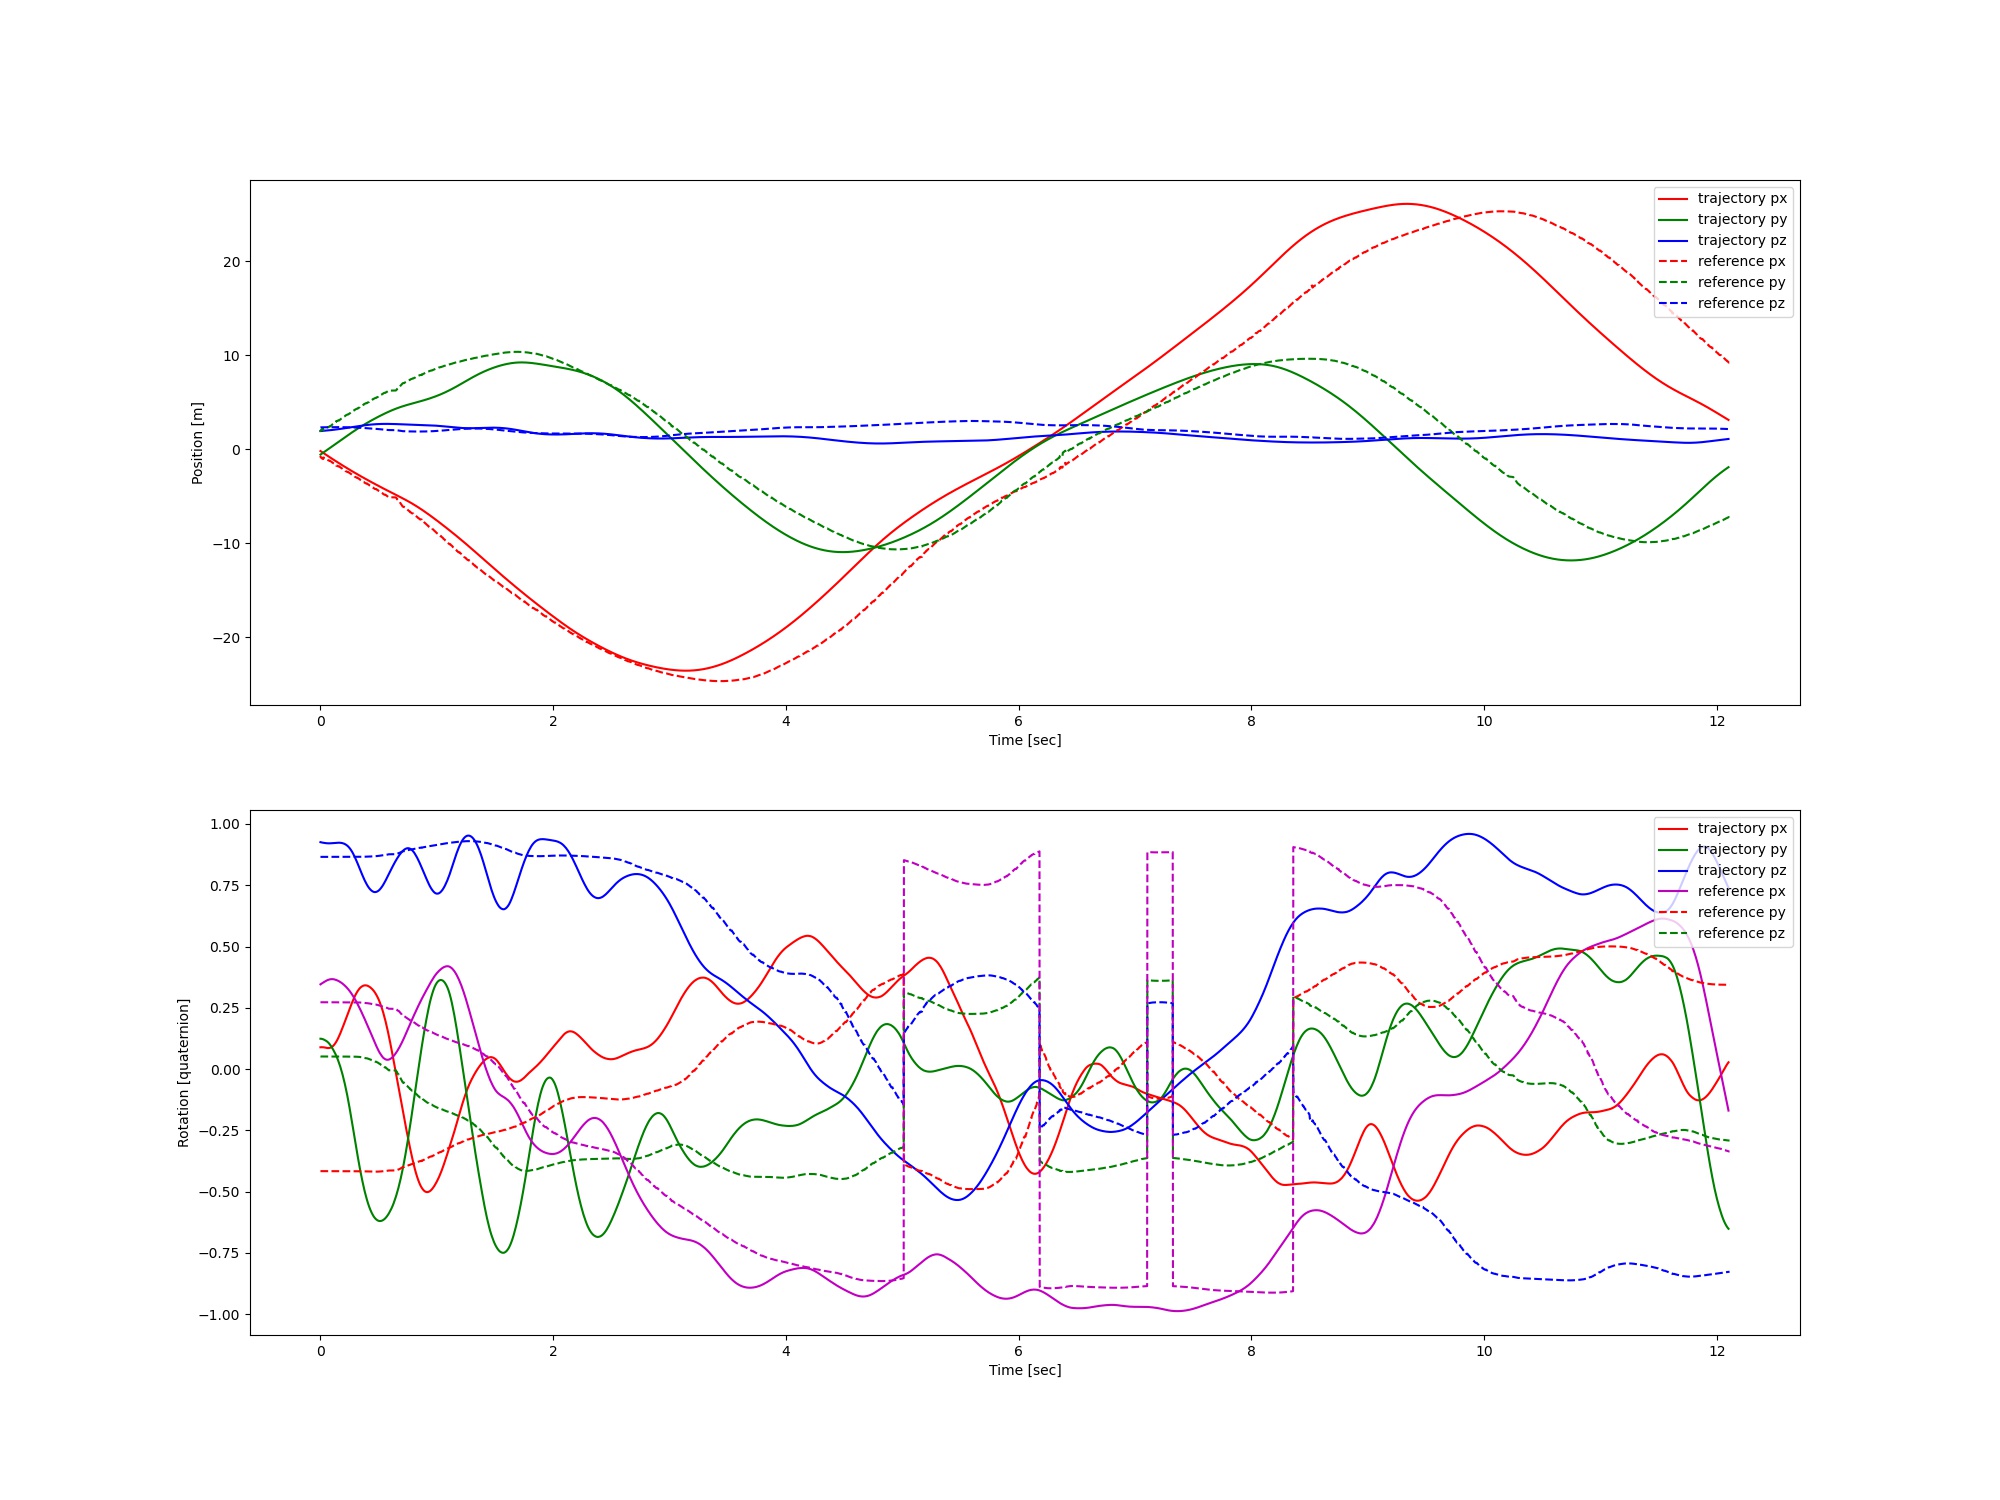 20
10
0
−10
−20
Position [m]
0 2 4 6 8 10 12
Time [sec]
trajectory px
trajectory py
trajectory pz
reference px
reference py
reference pz
1.00
0.75
0.50
0.25
0.00
−0.25
−0.50
−0.75
−1.00
Rotation [quaternion]
0 2 4 6 8 10 12
Time [sec]
trajectory px
trajectory py
trajectory pz
reference px
reference py
reference pz